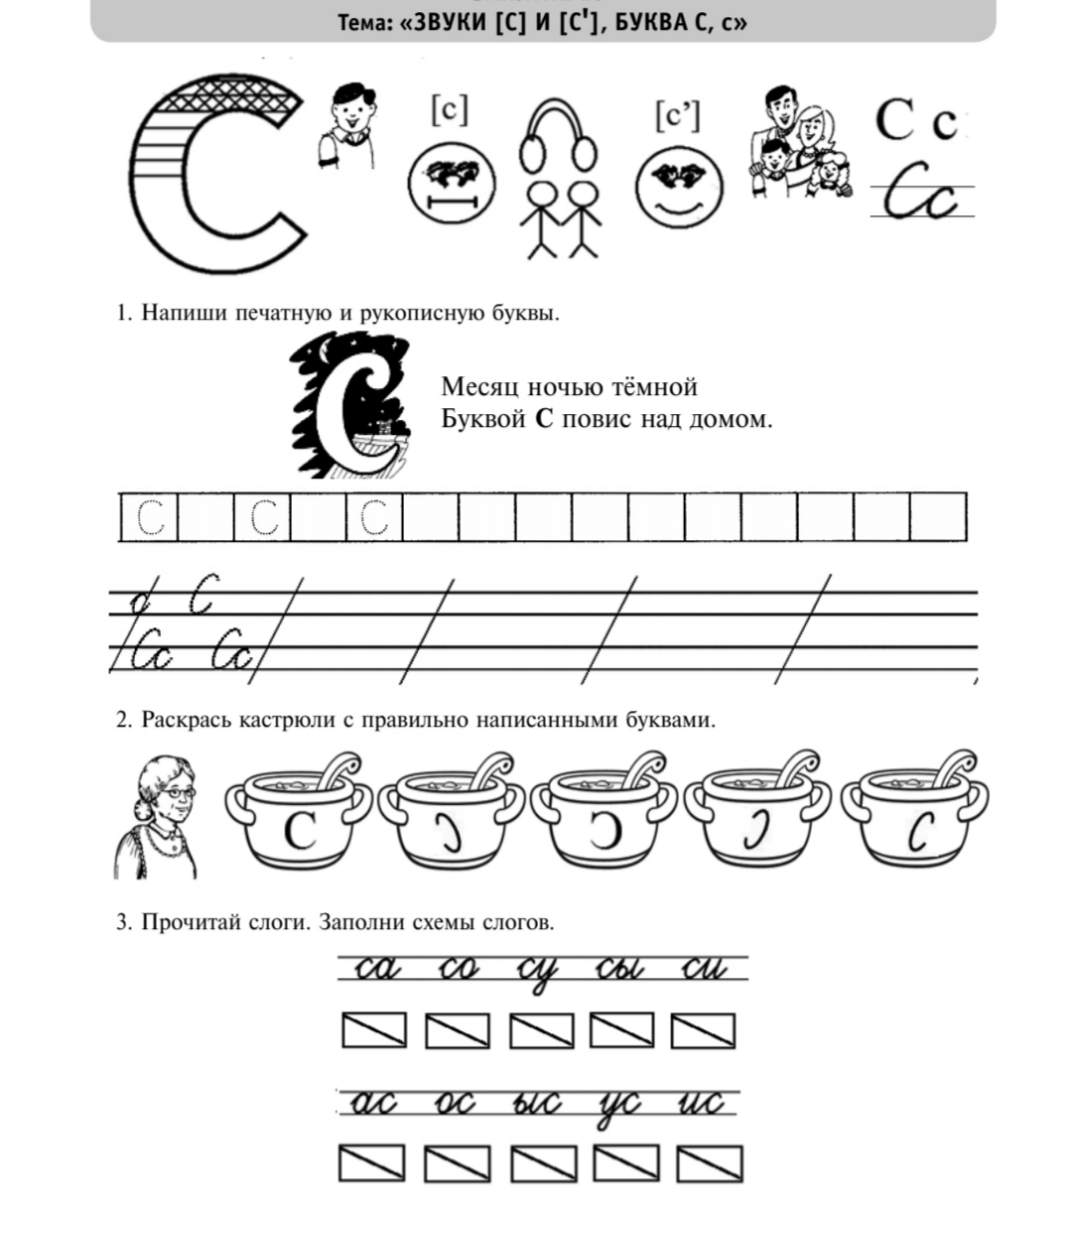 Тема: «ЗВУКИ [С] И [С'], БУКВА С, с»
С
[с]
[с’]
С с
Сс
1. Напиши печатную и рукописную буквы.
С
Месяц ночью тёмной
Буквой С повис над домом.
С С С
С
Сс Сс
2. Раскрась кастрюли с правильно написанными буквами.
С Ɔ Ɔ Ɔ С
3. Прочитай слоги. Заполни схемы слогов.
са со су сы си
ас ос ыс ус ис